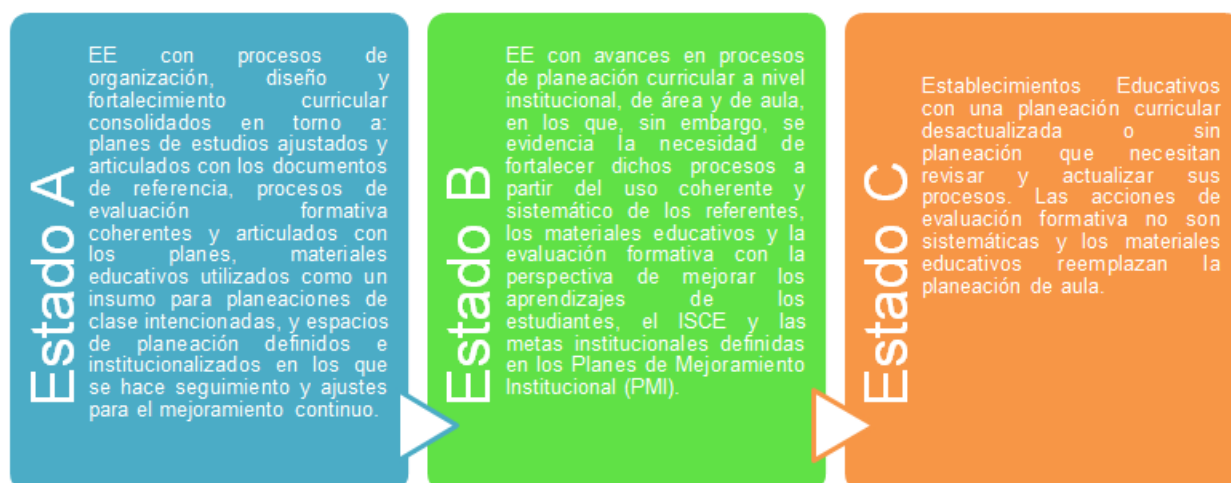 Estado A
EE con procesos de
organización, diseño y
fortalecimiento curricular
consolidados en torno a:
planes de estudios ajustados y
articulados con los documentos
de referencia, procesos de
evaluación formativa
coherentes y articulados con
los planes, materiales
educativos utilizados como un
insumo para planeaciones de
clase intencionadas, y espacios
de planeación definidos e
institucionalizados en los que
se hace seguimiento y ajustes
para el mejoramiento continuo.
Estado B
EE con avances en procesos
de planeación curricular a nivel
institucional, de área y de aula,
en los que, sin embargo, se
evidencia la necesidad de
fortalecer dichos procesos a
partir del uso coherente y
sistemático de los referentes,
los materiales educativos y la
evaluación formativa con la
perspectiva de mejorar los
aprendizajes de los
estudiantes, el ISCE y las
metas institucionales definidas
en los Planes de Mejoramiento
Institucional (PMI).
Estado C
Establecimientos Educativos
con una planeación curricular
desactualizada o sin
planeación que necesitan
revisar y actualizar sus
procesos. Las acciones de
evaluación formativa no son
sistemáticas y los materiales
educativos reemplazan la
planeación de aula.